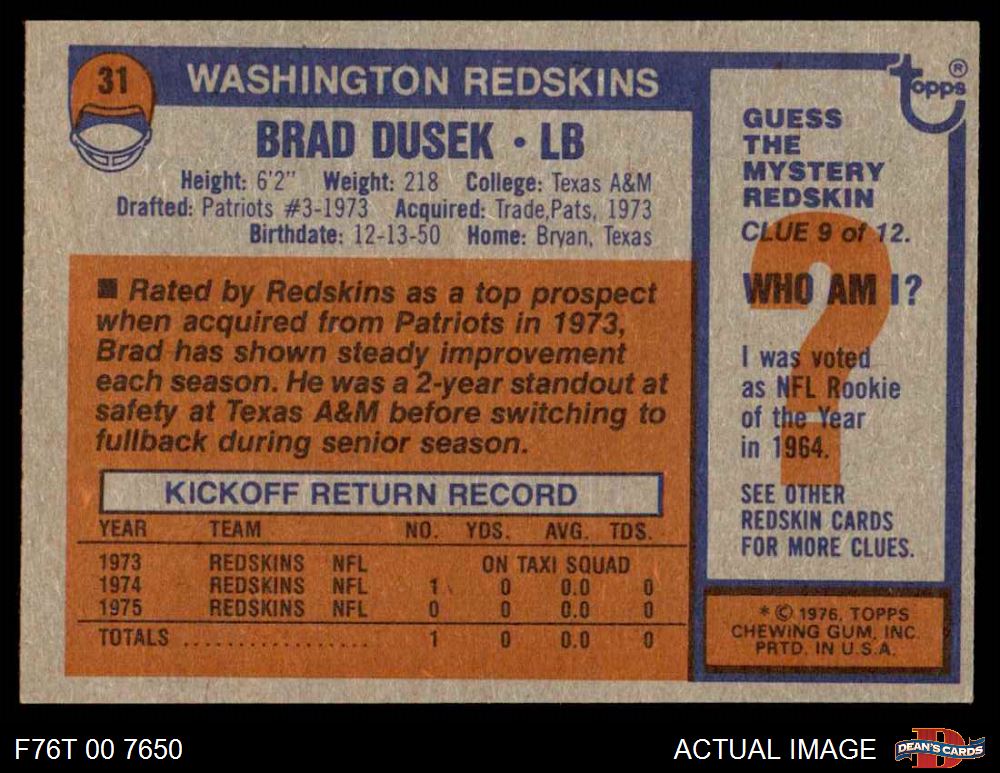 31
WASHINGTON REDSKINS
BRAD DUSEK • LB
Height: 6'2" Weight: 218 College: Texas A&M
Drafted: Patriots #3-1973 Acquired: Trade,Pats, 1973
Birthdate: 12-13-50 Home: Bryan, Texas
■ Rated by Redskins as a top prospect
when acquired from Patriots in 1973,
Brad has shown steady improvement
each season. He was a 2-year standout at
safety at Texas A&M before switching to
fullback during senior season.
KICKOFF RETURN RECORD
YEAR TEAM NO. YDS. AVG. TDS.
1973 REDSKINS NFL ON TAXI SQUAD
1974 REDSKINS NFL 1 0 0.0 0
1975 REDSKINS NFL 0 0 0.0 0
TOTALS ................. 1 0 0.0 0
topps ®
GUESS
THE
MYSTERY
REDSKIN
CLUE 9 of 12.
?
WHO AM I?
I was voted
as NFL Rookie
of the Year
in 1964.
SEE OTHER
REDSKIN CARDS
FOR MORE CLUES.
* © 1976, TOPPS
CHEWING GUM, INC.
PRTD. IN U.S.A.
F76T 00 7650
ACTUAL IMAGE
D
DEAN'S CARDS